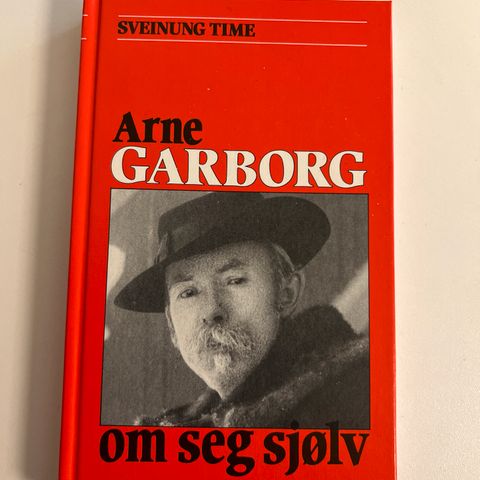 SVEINUNG TIME
Arne
GARBORG
om seg sjølv